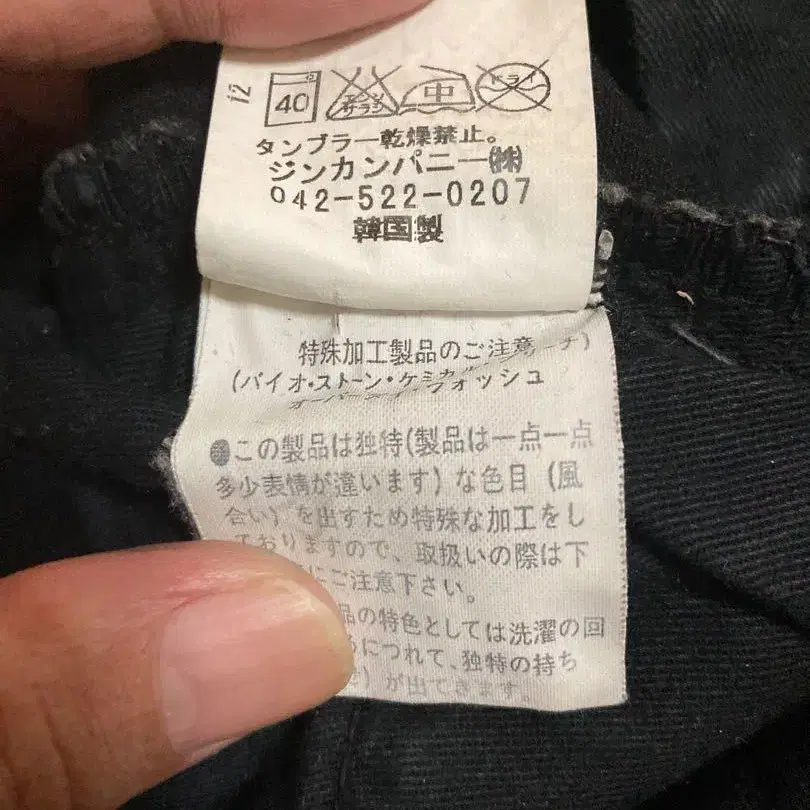 12
40
エンソ サラシ 中 ドライ
タンブラー乾燥禁止。
ジンカンパニー㈱
042-522-0207
韓国製
特殊加工製品のご注意
(バイオ・ストーン・ケミカル
ウォッシュ
●この製品は独特(製品は一点一点
多少表情が違います)な色目(風
合い)を出すため特殊な加工をし
ておりますので、取扱いの際は下
にご注意下さい。
品の特色としては洗濯の回
につれて、独特の持ち
が出てきます。